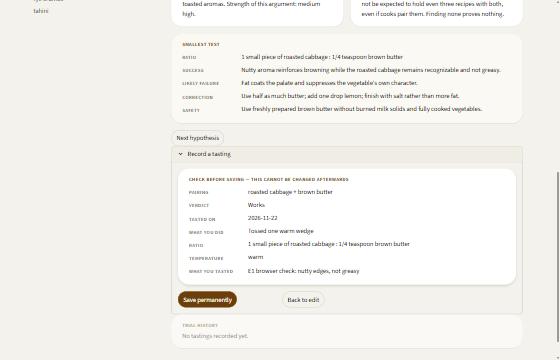 tahini
toasted aromas. Strength of this argument: medium
high.
not be expected to hold even three recipes with both,
even if cooks pair them. Finding none proves nothing.
SMALLEST TEST
RATIO 1 small piece of roasted cabbage : 1/4 teaspoon brown butter
SUCCESS Nutty aroma reinforces browning while the roasted cabbage remains recognizable and not greasy.
LIKELY FAILURE Fat coats the palate and suppresses the vegetable's own character.
CORRECTION Use half as much butter; add one drop lemon; finish with salt rather than more fat.
SAFETY Use freshly prepared brown butter without burned milk solids and fully cooked vegetables.
Next hypothesis
Record a tasting
CHECK BEFORE SAVING — THIS CANNOT BE CHANGED AFTERWARDS
PAIRING roasted cabbage + brown butter
VERDICT Works
TASTED ON 2026-11-22
WHAT YOU DID Tossed one warm wedge
RATIO 1 small piece of roasted cabbage : 1/4 teaspoon brown butter
TEMPERATURE warm
WHAT YOU TASTED E1 browser check: nutty edges, not greasy
Save permanently
Back to edit
TRIAL HISTORY
No tastings recorded yet.